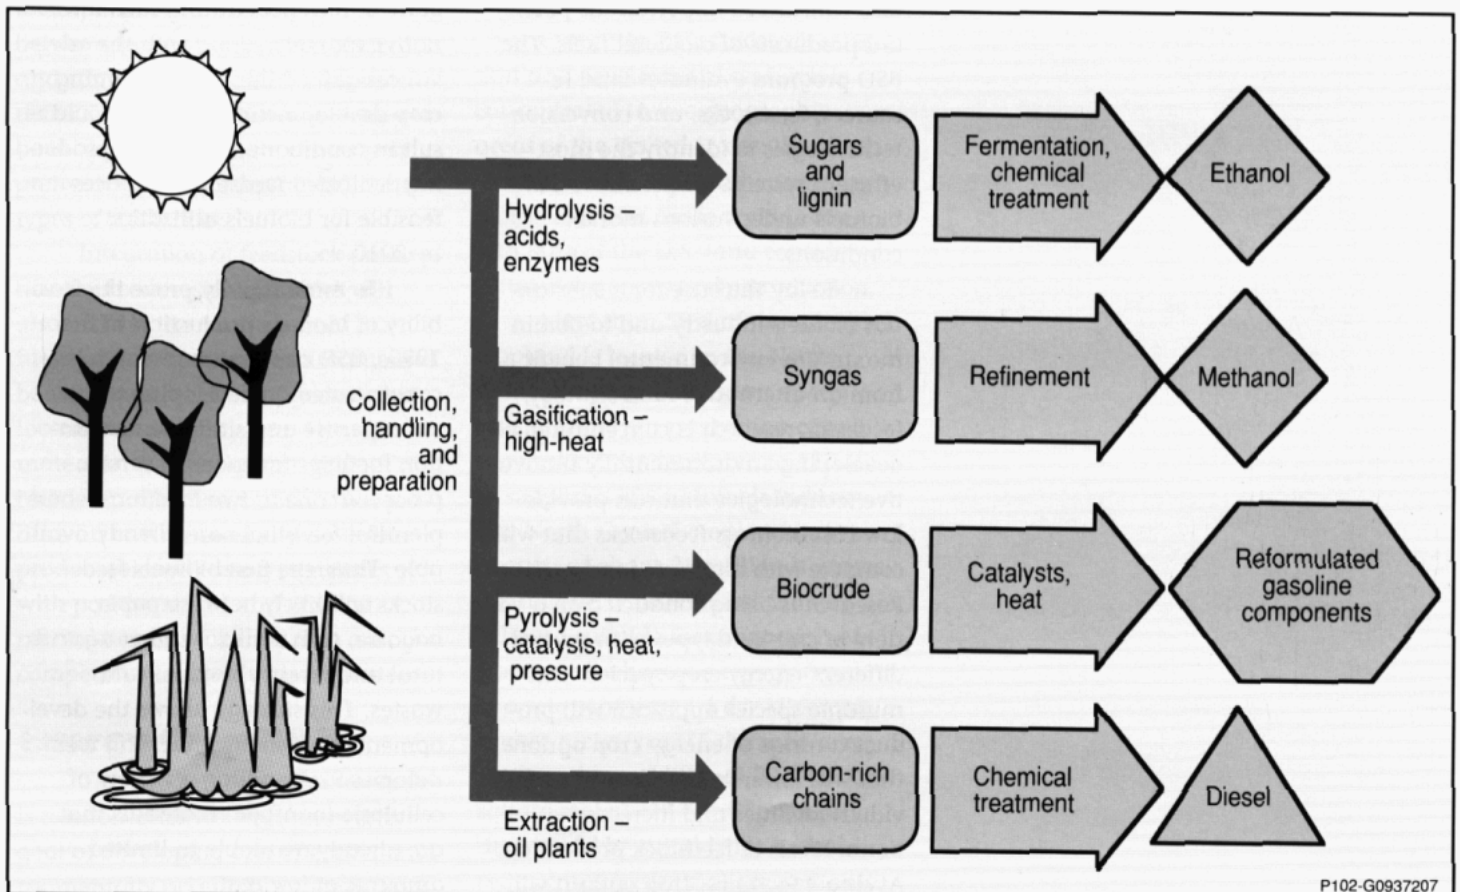 Sugars
and
lignin
Fermentation,
chemical
treatment
Ethanol
Hydrolysis –
acids,
enzymes
Syngas
Refinement
Methanol
Collection,
handling,
and
preparation
Gasification –
high-heat
Biocrude
Catalysts,
heat
Reformulated
gasoline
components
Pyrolysis –
catalysis, heat,
pressure
Carbon-rich
chains
Chemical
treatment
Diesel
Extraction –
oil plants
P102-G0937207